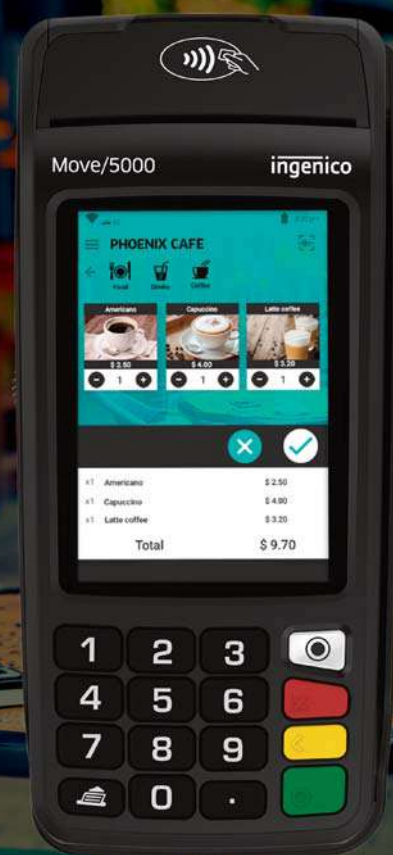 Move/5000 ingenico
PHOENIX CAFE
Food Drinks Coffee
Americano Capuccino Latte coffee
$ 2.50 $ 4.00 $ 3.20
1 1 1
x1 Americano $ 2.50
x1 Capuccino $ 4.00
x1 Latte coffee $ 3.20
Total $ 9.70
1 2 3
4 5 6
7 8 9
0 .